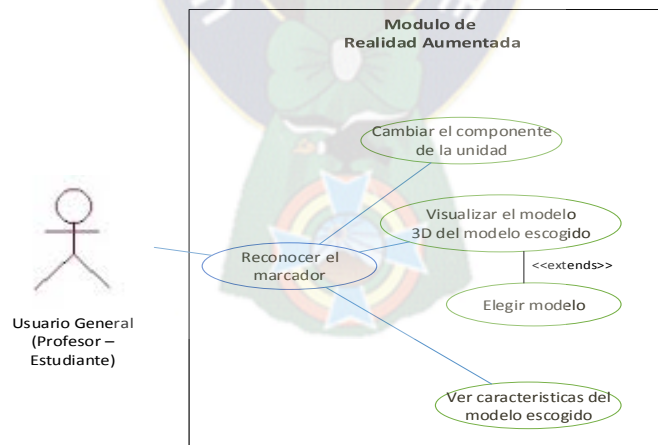 Modulo de
Realidad Aumentada
Cambiar el componente
de la unidad
Visualizar el modelo
3D del modelo escogido
Reconocer el
marcador
<<extends>>
Elegir modelo
Usuario General
(Profesor –
Estudiante)
Ver caracteristicas del
modelo escogido